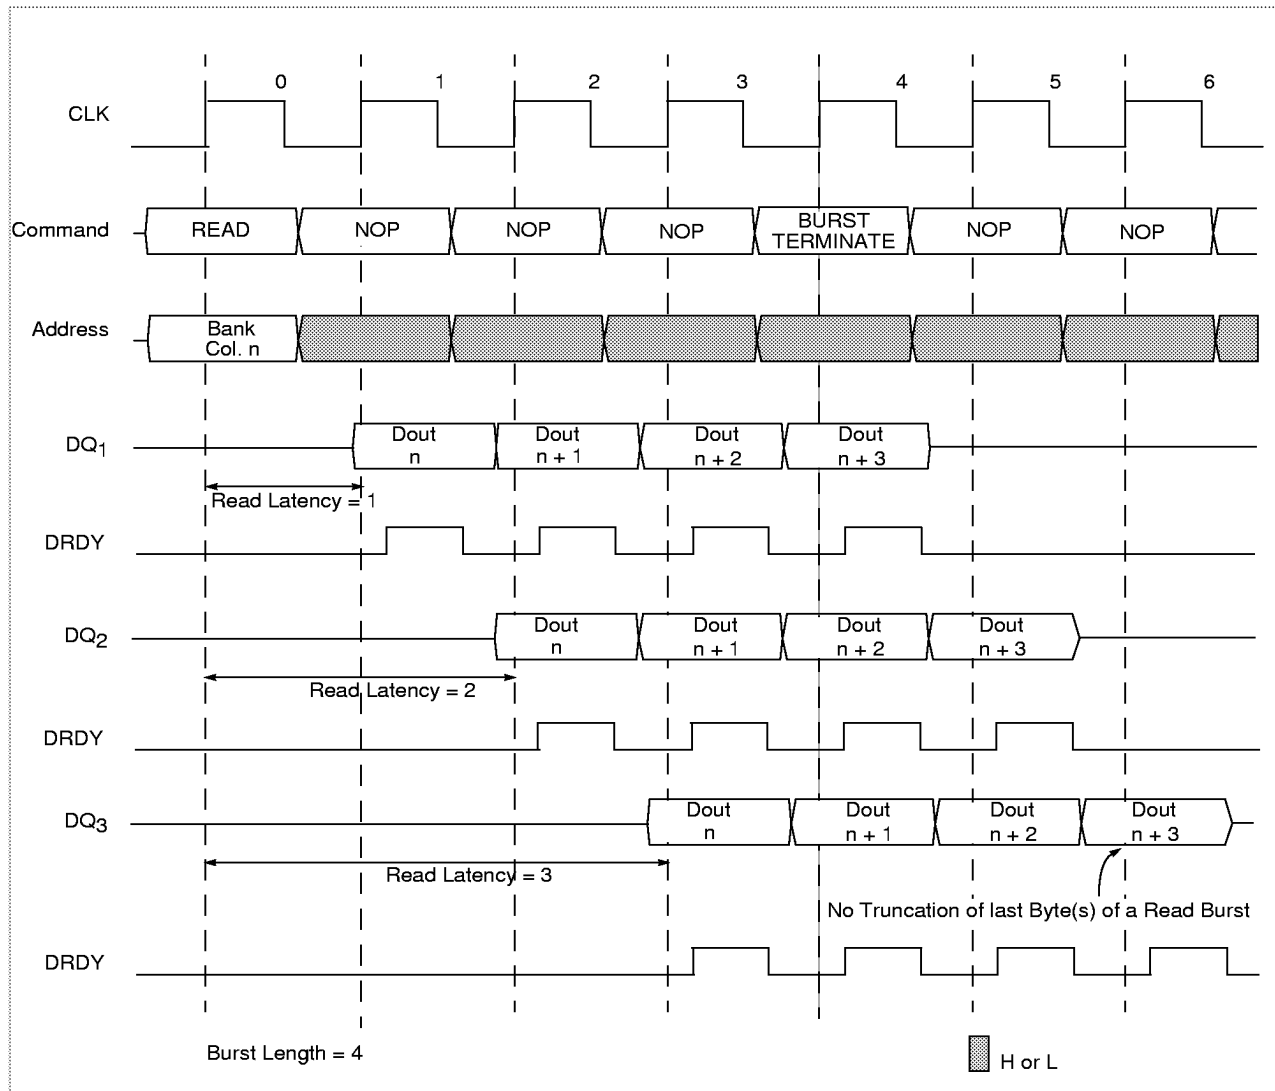 0 1 2 3 4 5 6
CLK
Command READ NOP NOP NOP BURST TERMINATE NOP NOP
Address Bank
Col. n
DQ1 Dout Dout Dout Dout
n n + 1 n + 2 n + 3
Read Latency = 1
DRDY
DQ2 Dout Dout Dout Dout
n n + 1 n + 2 n + 3
Read Latency = 2
DRDY
DQ3 Dout Dout Dout Dout
n n + 1 n + 2 n + 3
Read Latency = 3
No Truncation of last Byte(s) of a Read Burst
DRDY
Burst Length = 4
H or L